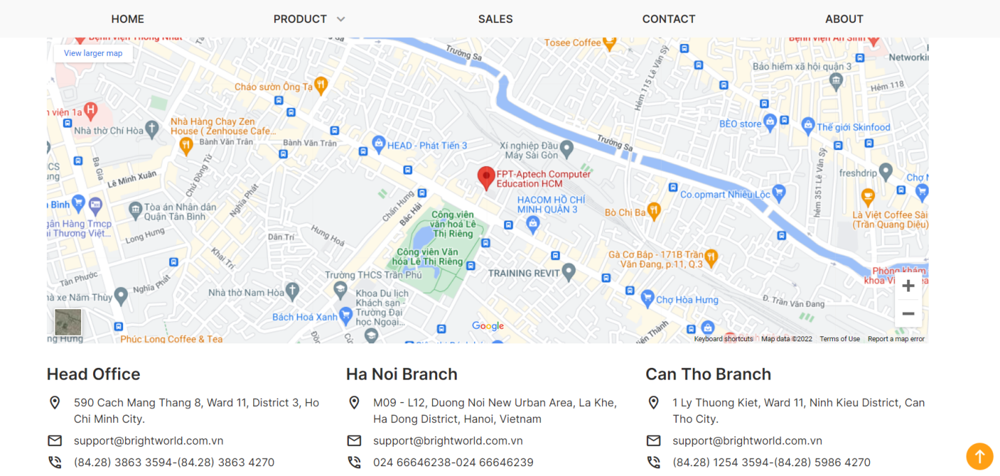 HOME PRODUCT SALES CONTACT ABOUT
Bệnh viện Thống Nhất
View larger map
Trường Sa
Tosee Coffee
Bệnh viện An Sinh
Networkin
Bảo hiểm xã hội quận 3
Hẻm 118
Hẻm 115 Lê Văn Sỹ
Cháo sườn Ông Tạ
n viện 1a
Nhà thờ Chí Hòa
Nhà Hàng Chay Zen
House ( Zenhouse Cafe...
Bành Văn Trân
Bành Văn Trân
BÈO store
Thế giới Skinfood
HEAD - Phát Tiến 3
Xí nghiệp Đầu
Máy Sài Gòn
Trường Sa
Ba Gia
Lê Minh Xuân
Chử Đồng Tử
Nghĩa Phát
FPT-Aptech Computer
Education HCM
freshdrip
Chợ N
hẻm 351 Lê Văn Sỹ
Co.opmart Nhiêu Lộc
HACOM HỒ CHÍ
MINH QUẬN 3
Bình
Tòa án Nhân dân
Quận Tân Bình
Chấn Hưng
Bắc Hải
Công viên
văn hoá Lê
Thị Riêng
Bò Chị Ba
Là Việt Coffee Sài
(Trần Quang Diệu)
gân Hàng Tmcp
ại Thương Việt...
Long Hưng
Dân Trí
Hưng Hoá
Khai Trí
Công viên Văn
hóa Lê Thị Riêng
Gà Cơ Bắp - 171B Trần
Văn Đang, p.11, Q.3
Phòng khám
khoa Vi
Tân Phước
Nghĩa Phát
Trường THCS Trần Phú
TRAINING REVIT
hà xe Năm Thùy
Nhà thờ Nam Hòa
Khoa Du lịch
Khách sạn -
Trường Đại
học Ngoại...
Chợ Hòa Hưng
Đ. Trần Văn Đang
Bách Hoá Xanh
Google
Phúc Long Coffee & Tea
Keyboard shortcuts Map data ©2022 Terms of Use Report a map error
Head Office
590 Cach Mang Thang 8, Ward 11, District 3, Ho
Chi Minh City.
support@brightworld.com.vn
(84.28) 3863 3594-(84.28) 3863 4270
Ha Noi Branch
M09 - L12, Duong Noi New Urban Area, La Khe,
Ha Dong District, Hanoi, Vietnam
support@brightworld.com.vn
024 66646238-024 66646239
Can Tho Branch
1 Ly Thuong Kiet, Ward 11, Ninh Kieu District, Can
Tho City.
support@brightworld.com.vn
(84.28) 1254 3594-(84.28) 5986 4270